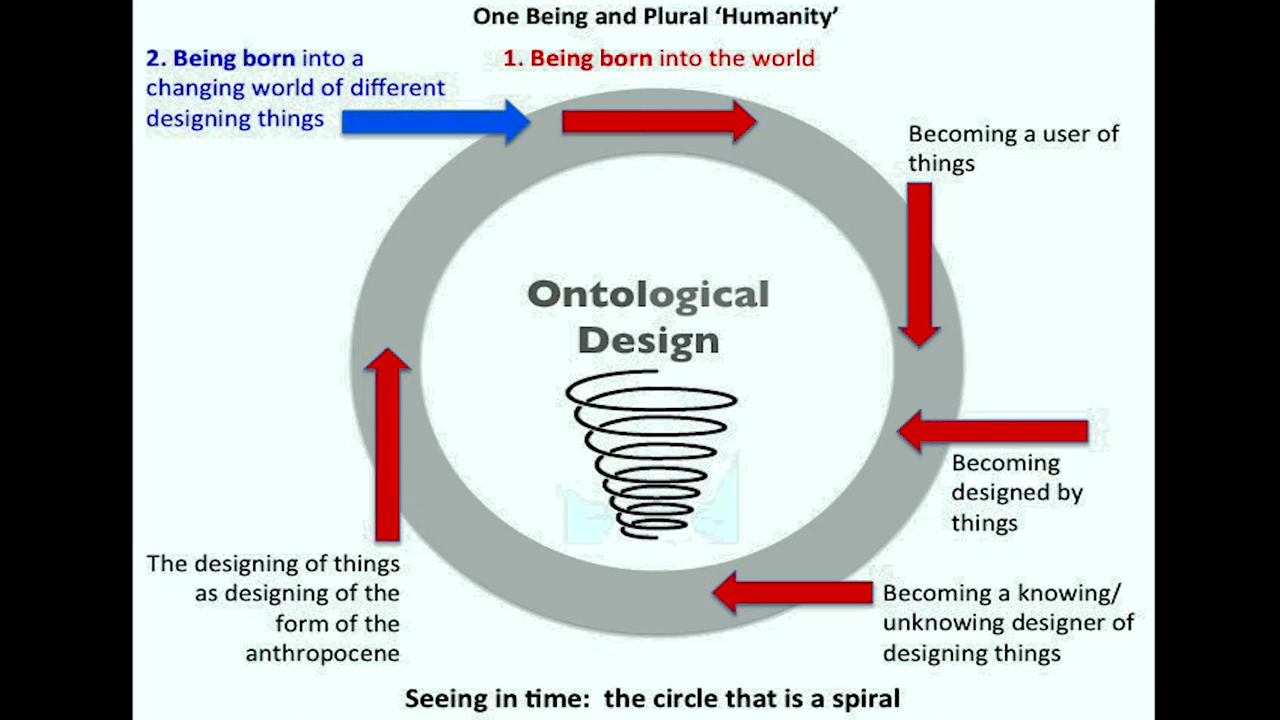 One Being and Plural ‘Humanity’
2. Being born into a
changing world of different
designing things
1. Being born into the world
Becoming a user of
things
Ontological
Design
Becoming
designed by
things
The designing of things
as designing of the
form of the
anthropocene
Becoming a knowing/
unknowing designer of
designing things
Seeing in time: the circle that is a spiral